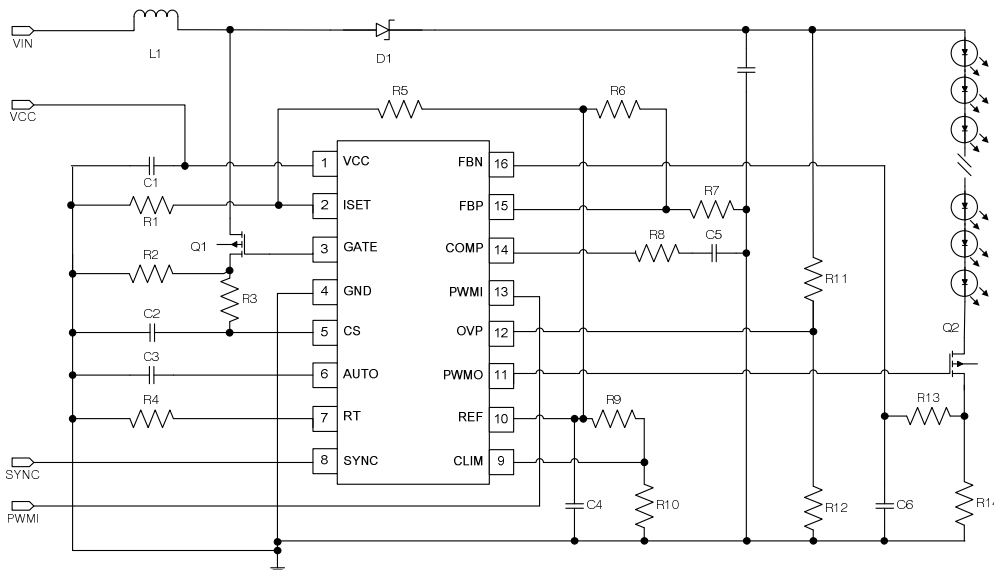 VIN
L1
D1
R5
R6
VCC
1 VCC FBN 16
C1
R7
2 ISET FBP 15
R1
R8 C5
Q1
3 GATE COMP 14
R2
R11
4 GND PWMI 13
R3
C2
Q2
5 CS OVP 12
C3
6 AUTO PWMO 11
R4
R9
R13
7 RT REF 10
SYNC
8 SYNC CLIM 9
PWMI
C4
R10
R12
C6
R14